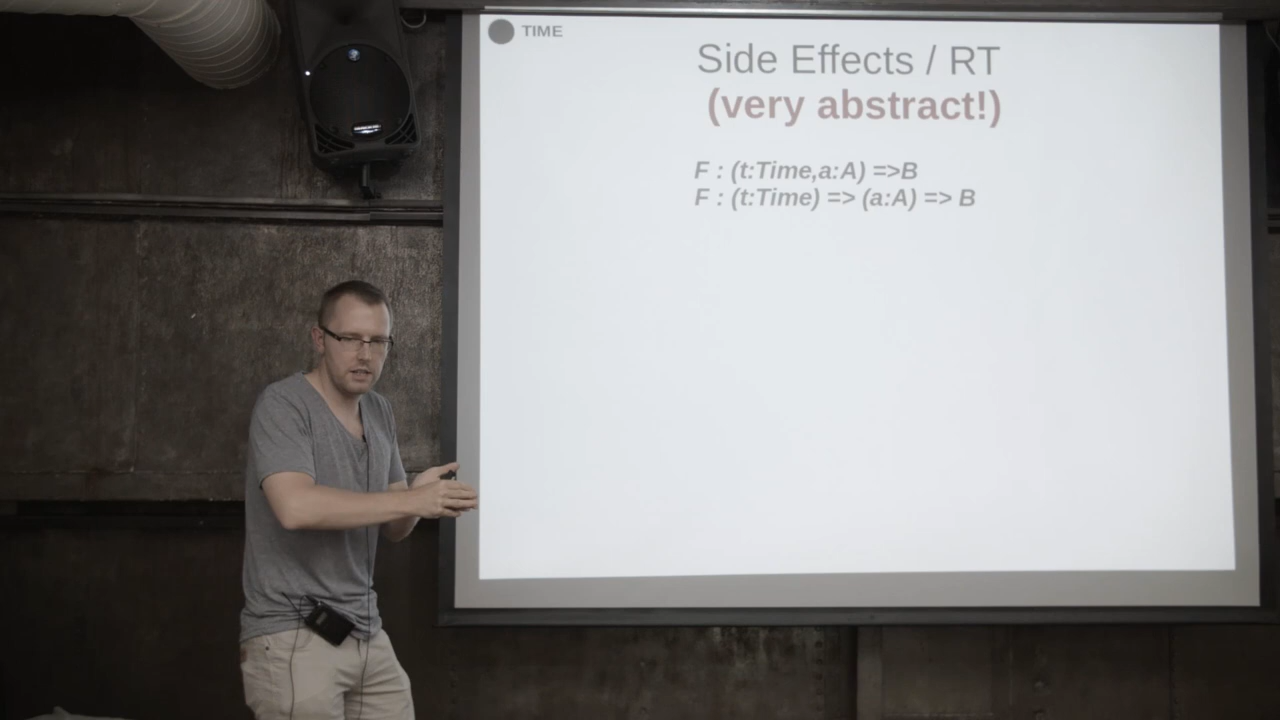 TIME
Side Effects / RT
(very abstract!)
F : (t:Time,a:A) =>B
F : (t:Time) => (a:A) => B